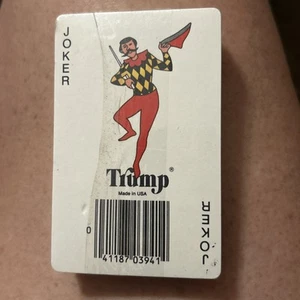 JOKER
Trump®
Made in USA
0
41187 03941
JOKER